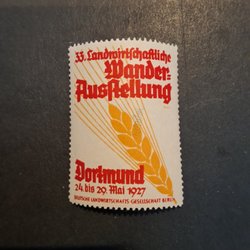 33. Landwirtschaftliche
Wander=
Ausstellung
Dortmund
24. bis 29. Mai 1927
DEUTSCHE LANDWIRTSCHAFTS-GESELLSCHAFT BERLIN